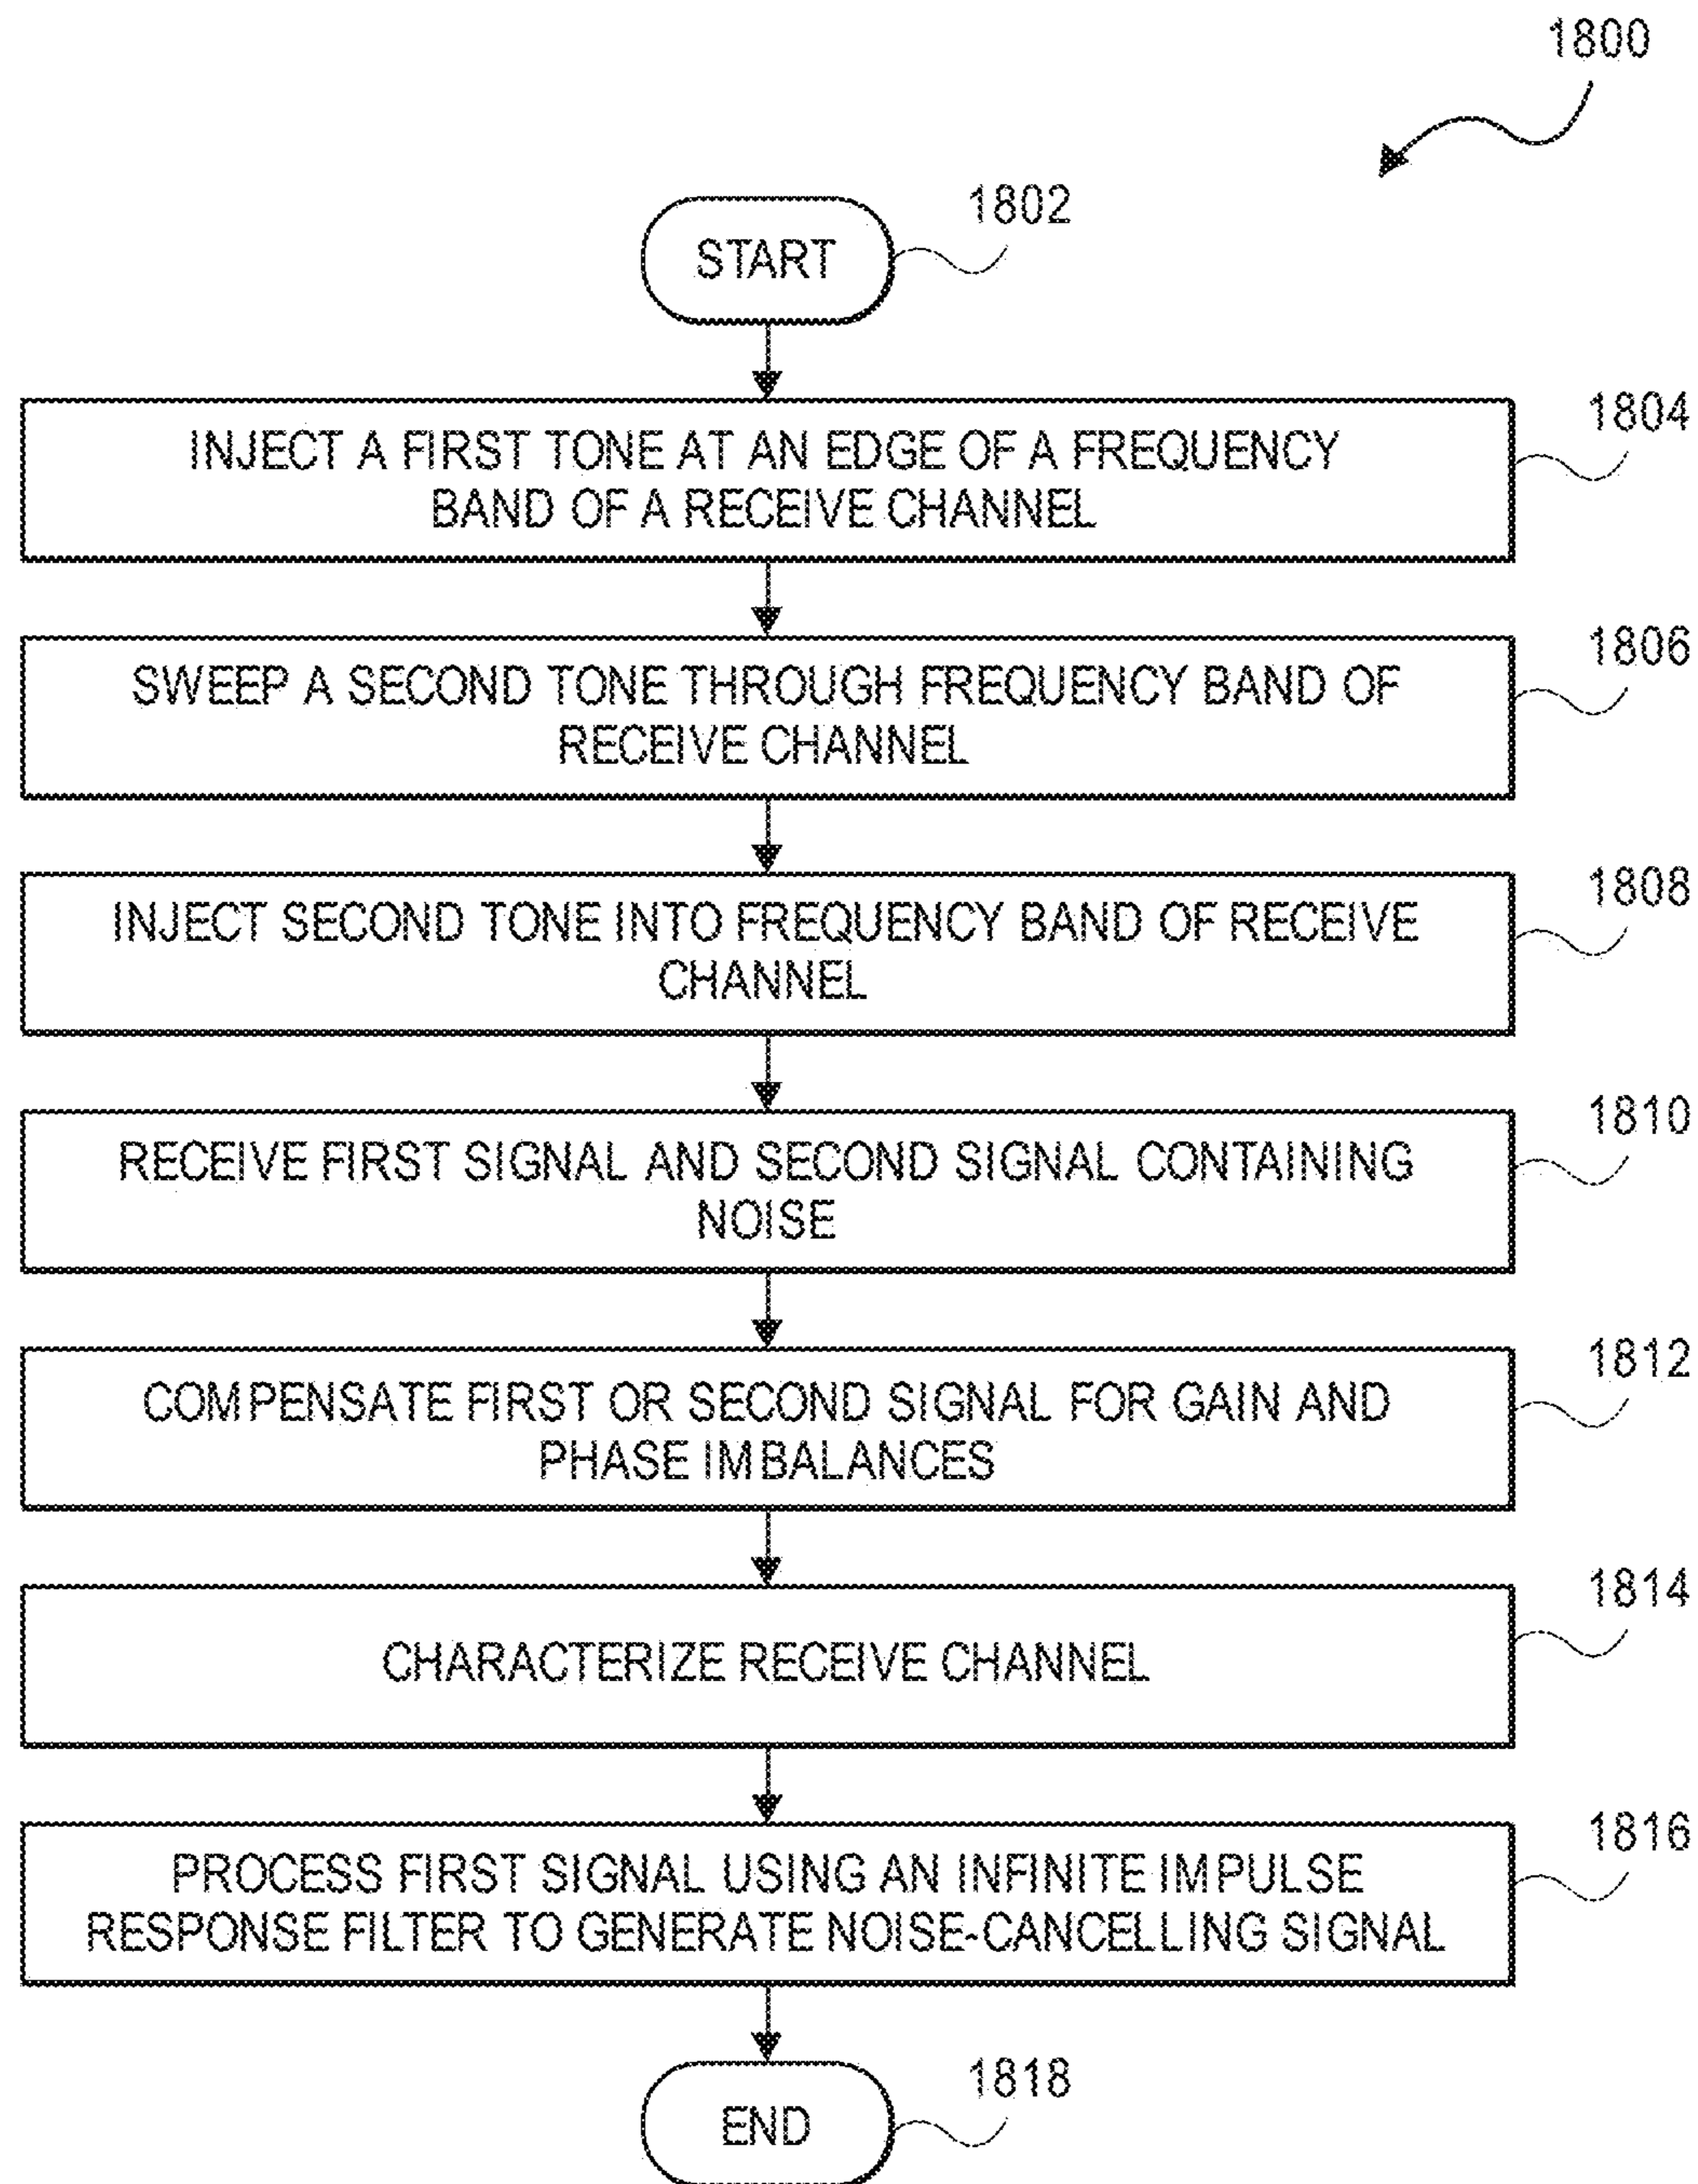 1800
1802
START
1804
INJECT A FIRST TONE AT AN EDGE OF A FREQUENCY
BAND OF A RECEIVE CHANNEL
1806
SWEEP A SECOND TONE THROUGH FREQUENCY BAND OF
RECEIVE CHANNEL
1808
INJECT SECOND TONE INTO FREQUENCY BAND OF RECEIVE
CHANNEL
1810
RECEIVE FIRST SIGNAL AND SECOND SIGNAL CONTAINING
NOISE
1812
COMPENSATE FIRST OR SECOND SIGNAL FOR GAIN AND
PHASE IMBALANCES
1814
CHARACTERIZE RECEIVE CHANNEL
1816
PROCESS FIRST SIGNAL USING AN INFINITE IMPULSE
RESPONSE FILTER TO GENERATE NOISE-CANCELLING SIGNAL
1818
END